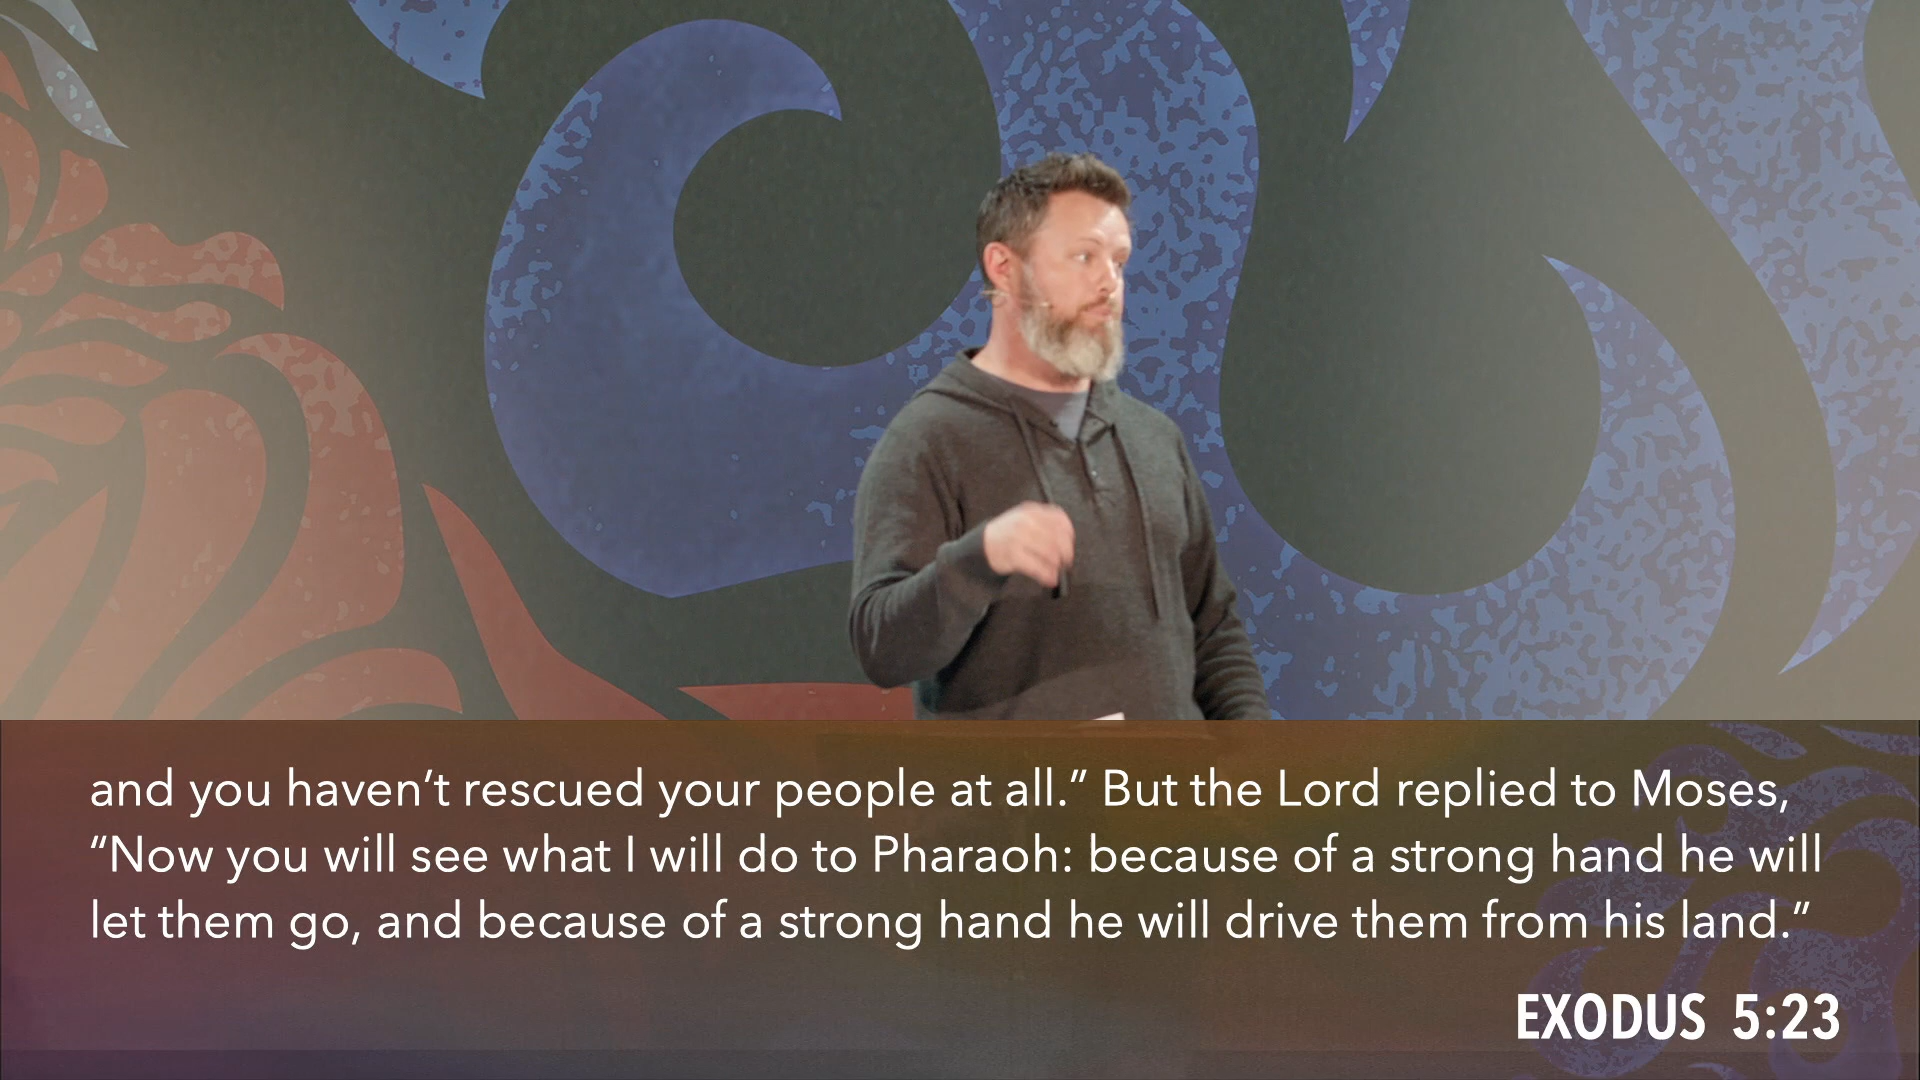 and you haven’t rescued your people at all.” But the Lord replied to Moses,
“Now you will see what I will do to Pharaoh: because of a strong hand he will
let them go, and because of a strong hand he will drive them from his land.”
EXODUS 5:23